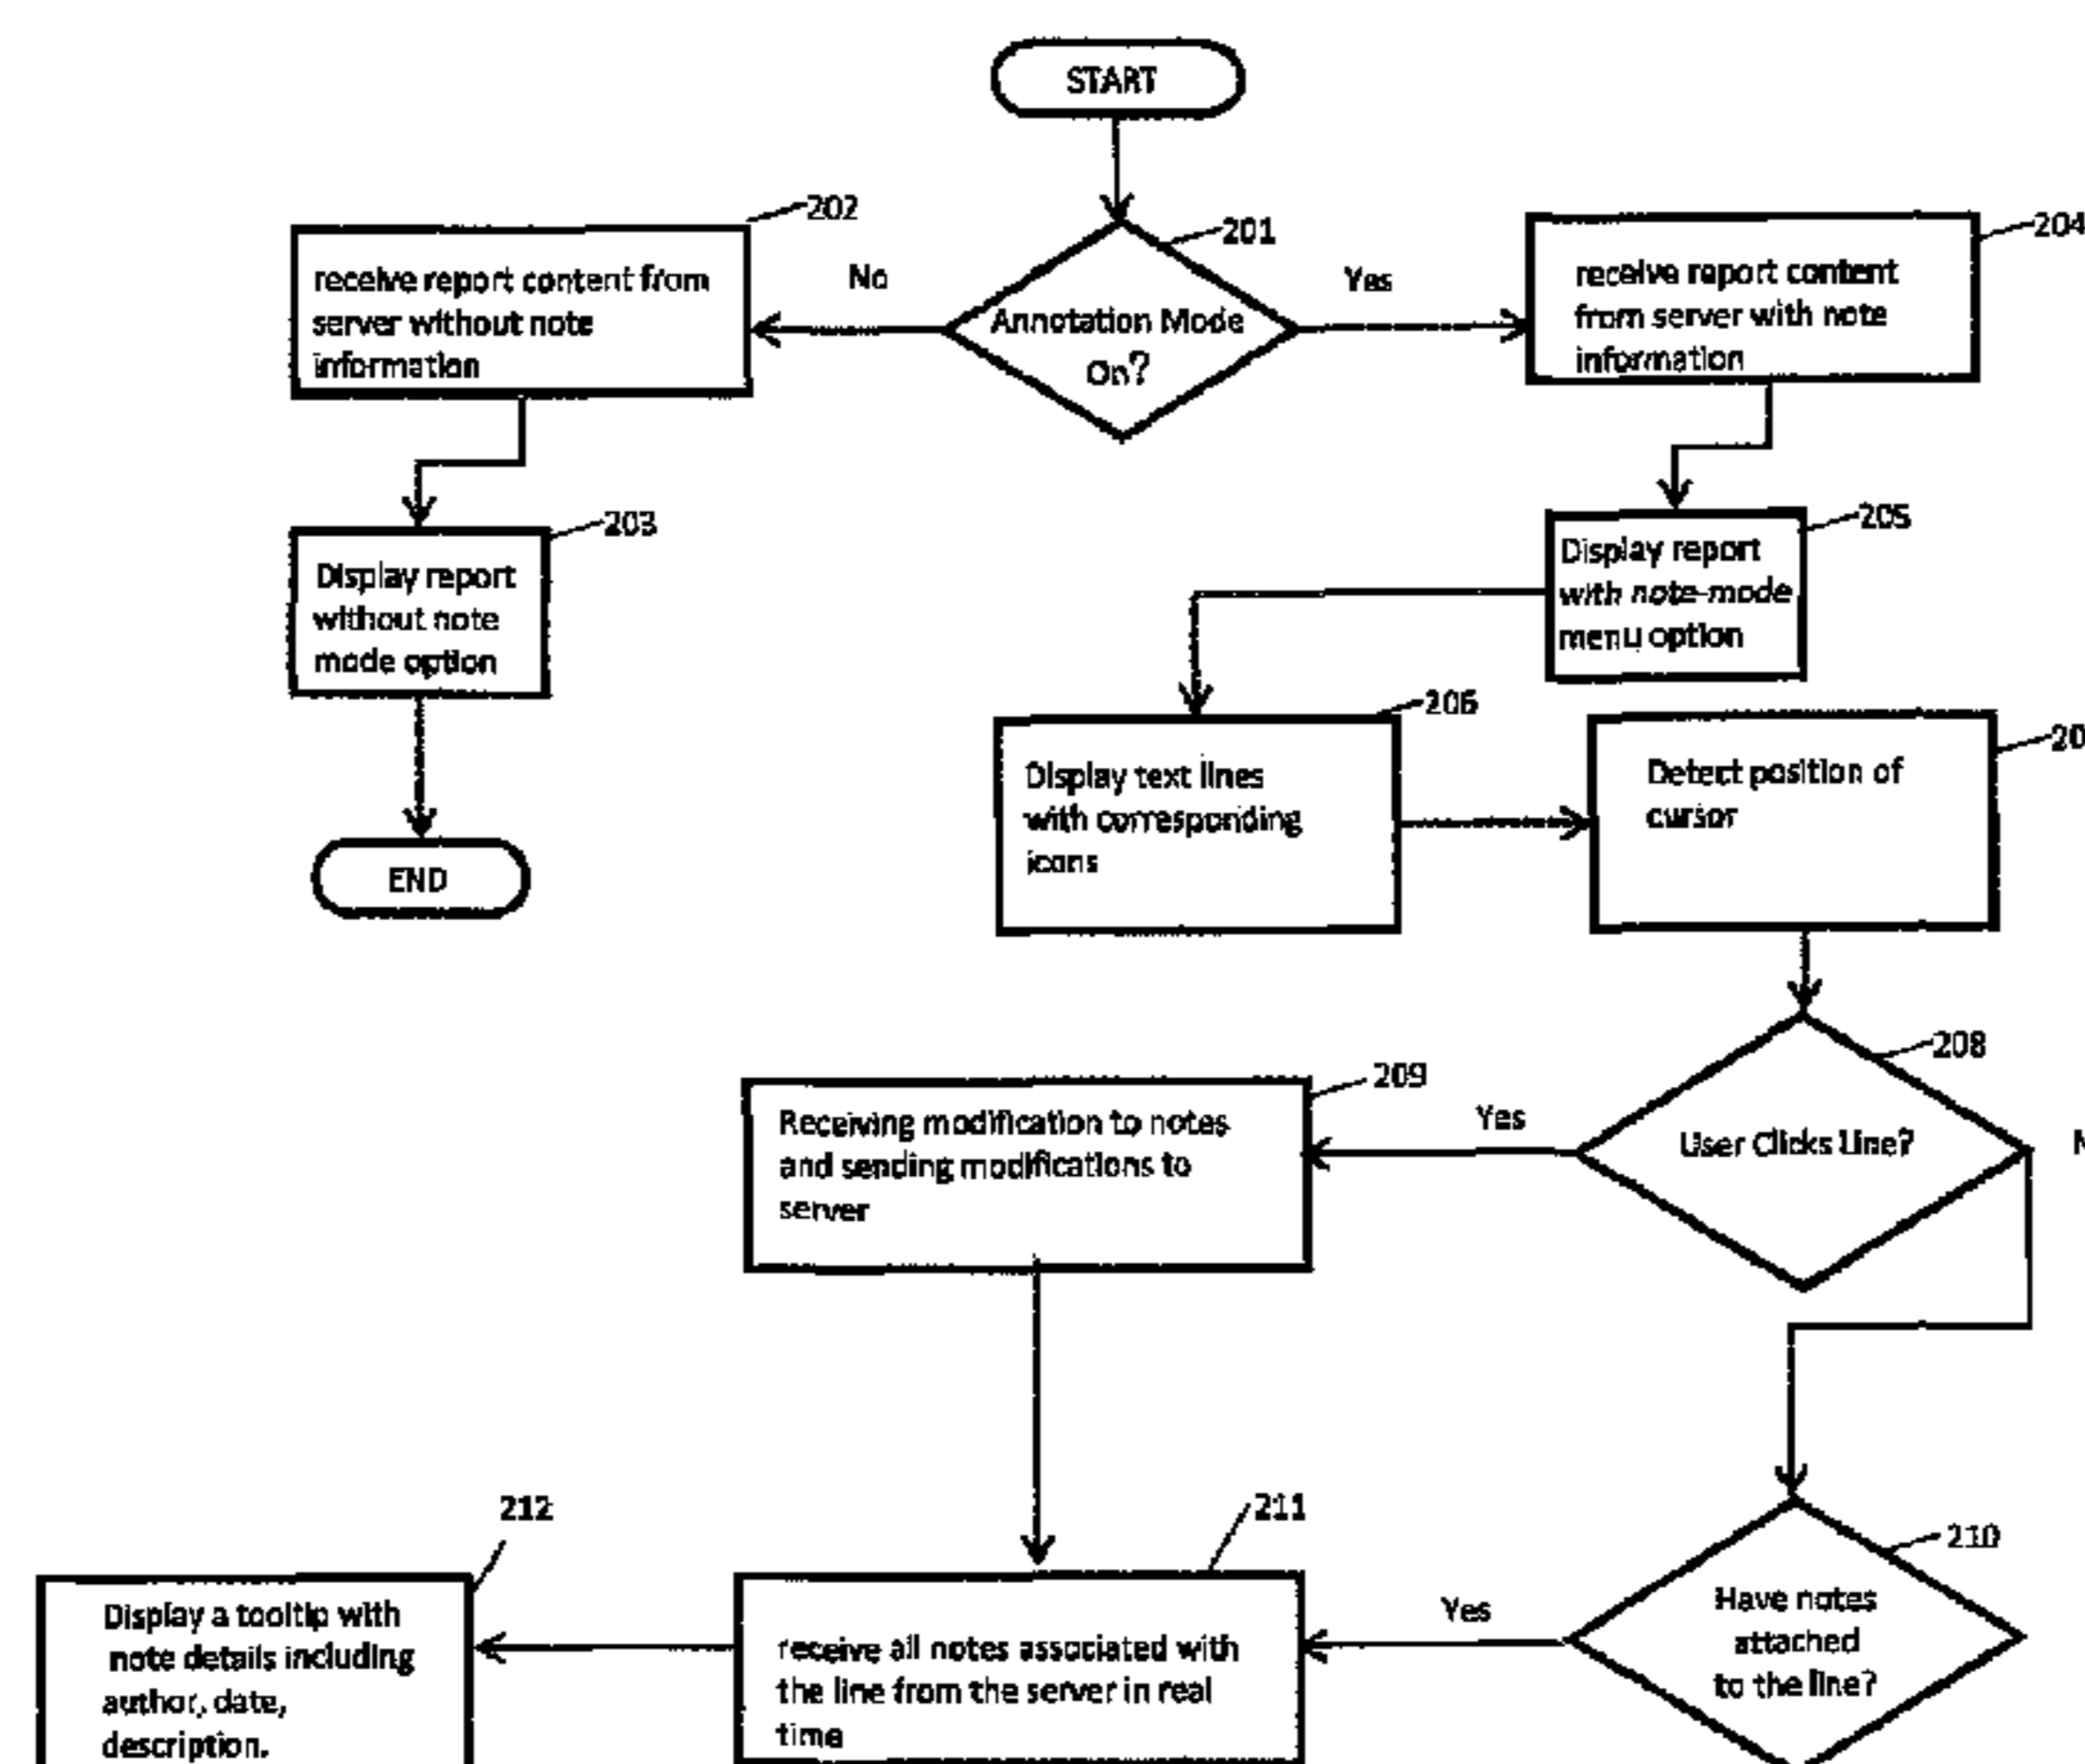 START
202
receive report content from
server without note
information
No
201
Annotation Mode
On?
Yes
204
receive report content
from server with note
information
203
Display report
without note
mode option
END
205
Display report
with note-mode
menu option
206
Display text lines
with corresponding
icons
20
Detect position of
cursor
208
User Clicks Line?
Yes
209
Receiving modification to notes
and sending modifications to
server
210
Have notes
attached
to the line?
Yes
211
receive all notes associated with
the line from the server in real
time
212
Display a tooltip with
note details including
author, date,
description.